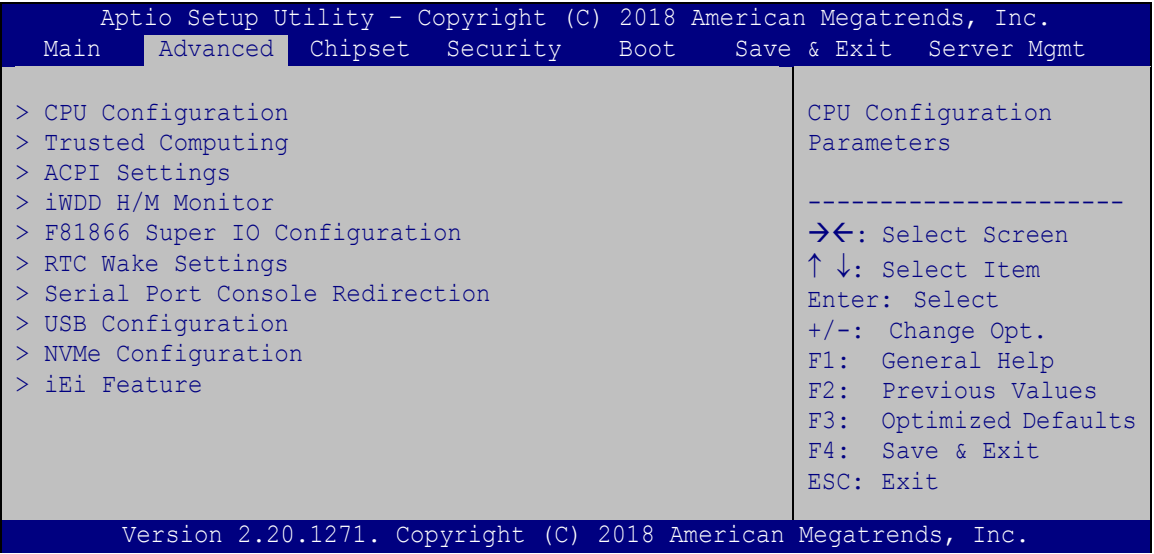 Aptio Setup Utility – Copyright (C) 2018 American Megatrends, Inc.
Main Advanced Chipset Security Boot Save & Exit Server Mgmt
> CPU Configuration
> Trusted Computing
> ACPI Settings
> iWDD H/M Monitor
> F81866 Super IO Configuration
> RTC Wake Settings
> Serial Port Console Redirection
> USB Configuration
> NVMe Configuration
> iEi Feature
CPU Configuration
Parameters
----------------------
→←: Select Screen
↑ ↓: Select Item
Enter: Select
+/-: Change Opt.
F1: General Help
F2: Previous Values
F3: Optimized Defaults
F4: Save & Exit
ESC: Exit
Version 2.20.1271. Copyright (C) 2018 American Megatrends, Inc.